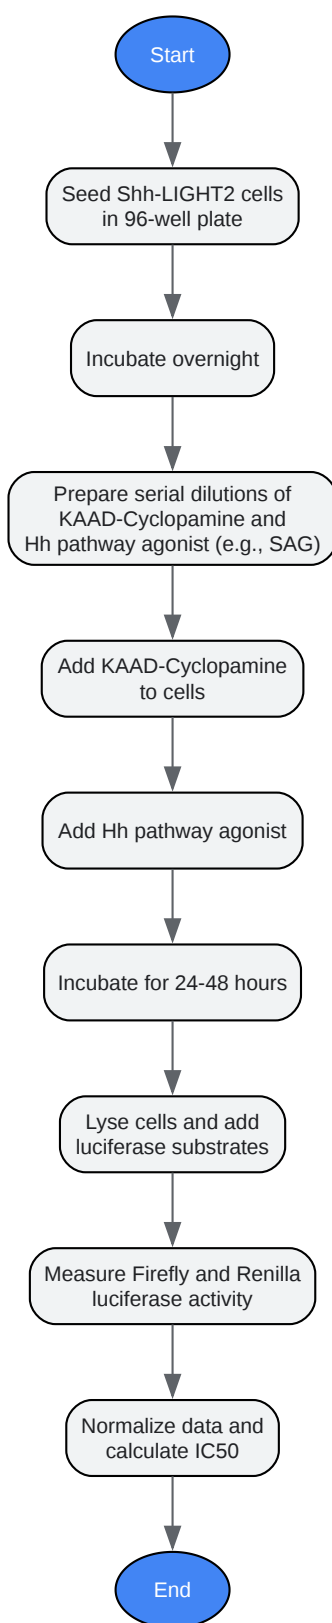 Start
Seed Shh-LIGHT2 cells
in 96-well plate
Incubate overnight
Prepare serial dilutions of
KAAD-Cyclopamine and
Hh pathway agonist (e.g., SAG)
Add KAAD-Cyclopamine
to cells
Add Hh pathway agonist
Incubate for 24-48 hours
Lyse cells and add
luciferase substrates
Measure Firefly and Renilla
luciferase activity
Normalize data and
calculate IC50
End